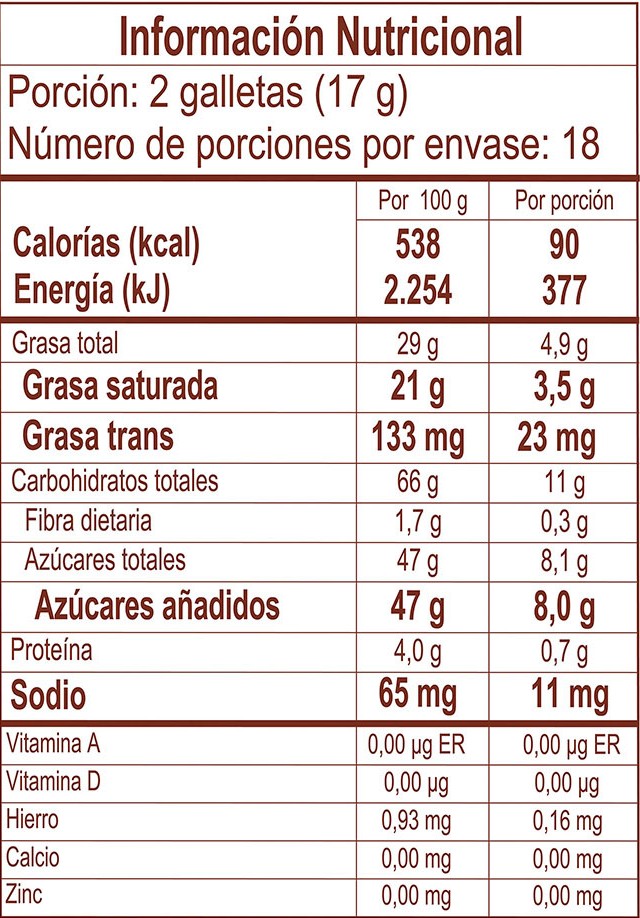 Información Nutricional
Porción: 2 galletas (17 g)
Número de porciones por envase: 18
Por 100 g Por porción
Calorías (kcal) 538 90
Energía (kJ) 2.254 377
Grasa total 29 g 4,9 g
Grasa saturada 21 g 3,5 g
Grasa trans 133 mg 23 mg
Carbohidratos totales 66 g 11 g
Fibra dietaria 1,7 g 0,3 g
Azúcares totales 47 g 8,1 g
Azúcares añadidos 47 g 8,0 g
Proteína 4,0 g 0,7 g
Sodio 65 mg 11 mg
Vitamina A 0,00 µg ER 0,00 µg ER
Vitamina D 0,00 µg 0,00 µg
Hierro 0,93 mg 0,16 mg
Calcio 0,00 mg 0,00 mg
Zinc 0,00 mg 0,00 mg